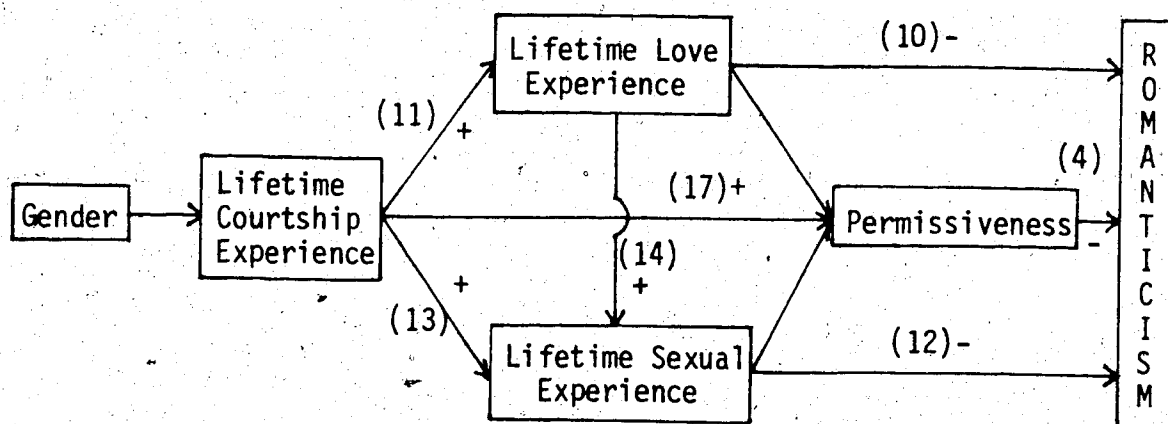 Lifetime Love
Experience
(10)-
(11)
+
(4)
Lifetime
Courtship
Experience
Gender
(17)+
Permissiveness
-
(14)
+
+
(13)
Lifetime Sexual
Experience
(12)-
R
O
M
A
N
T
I
C
I
S
M